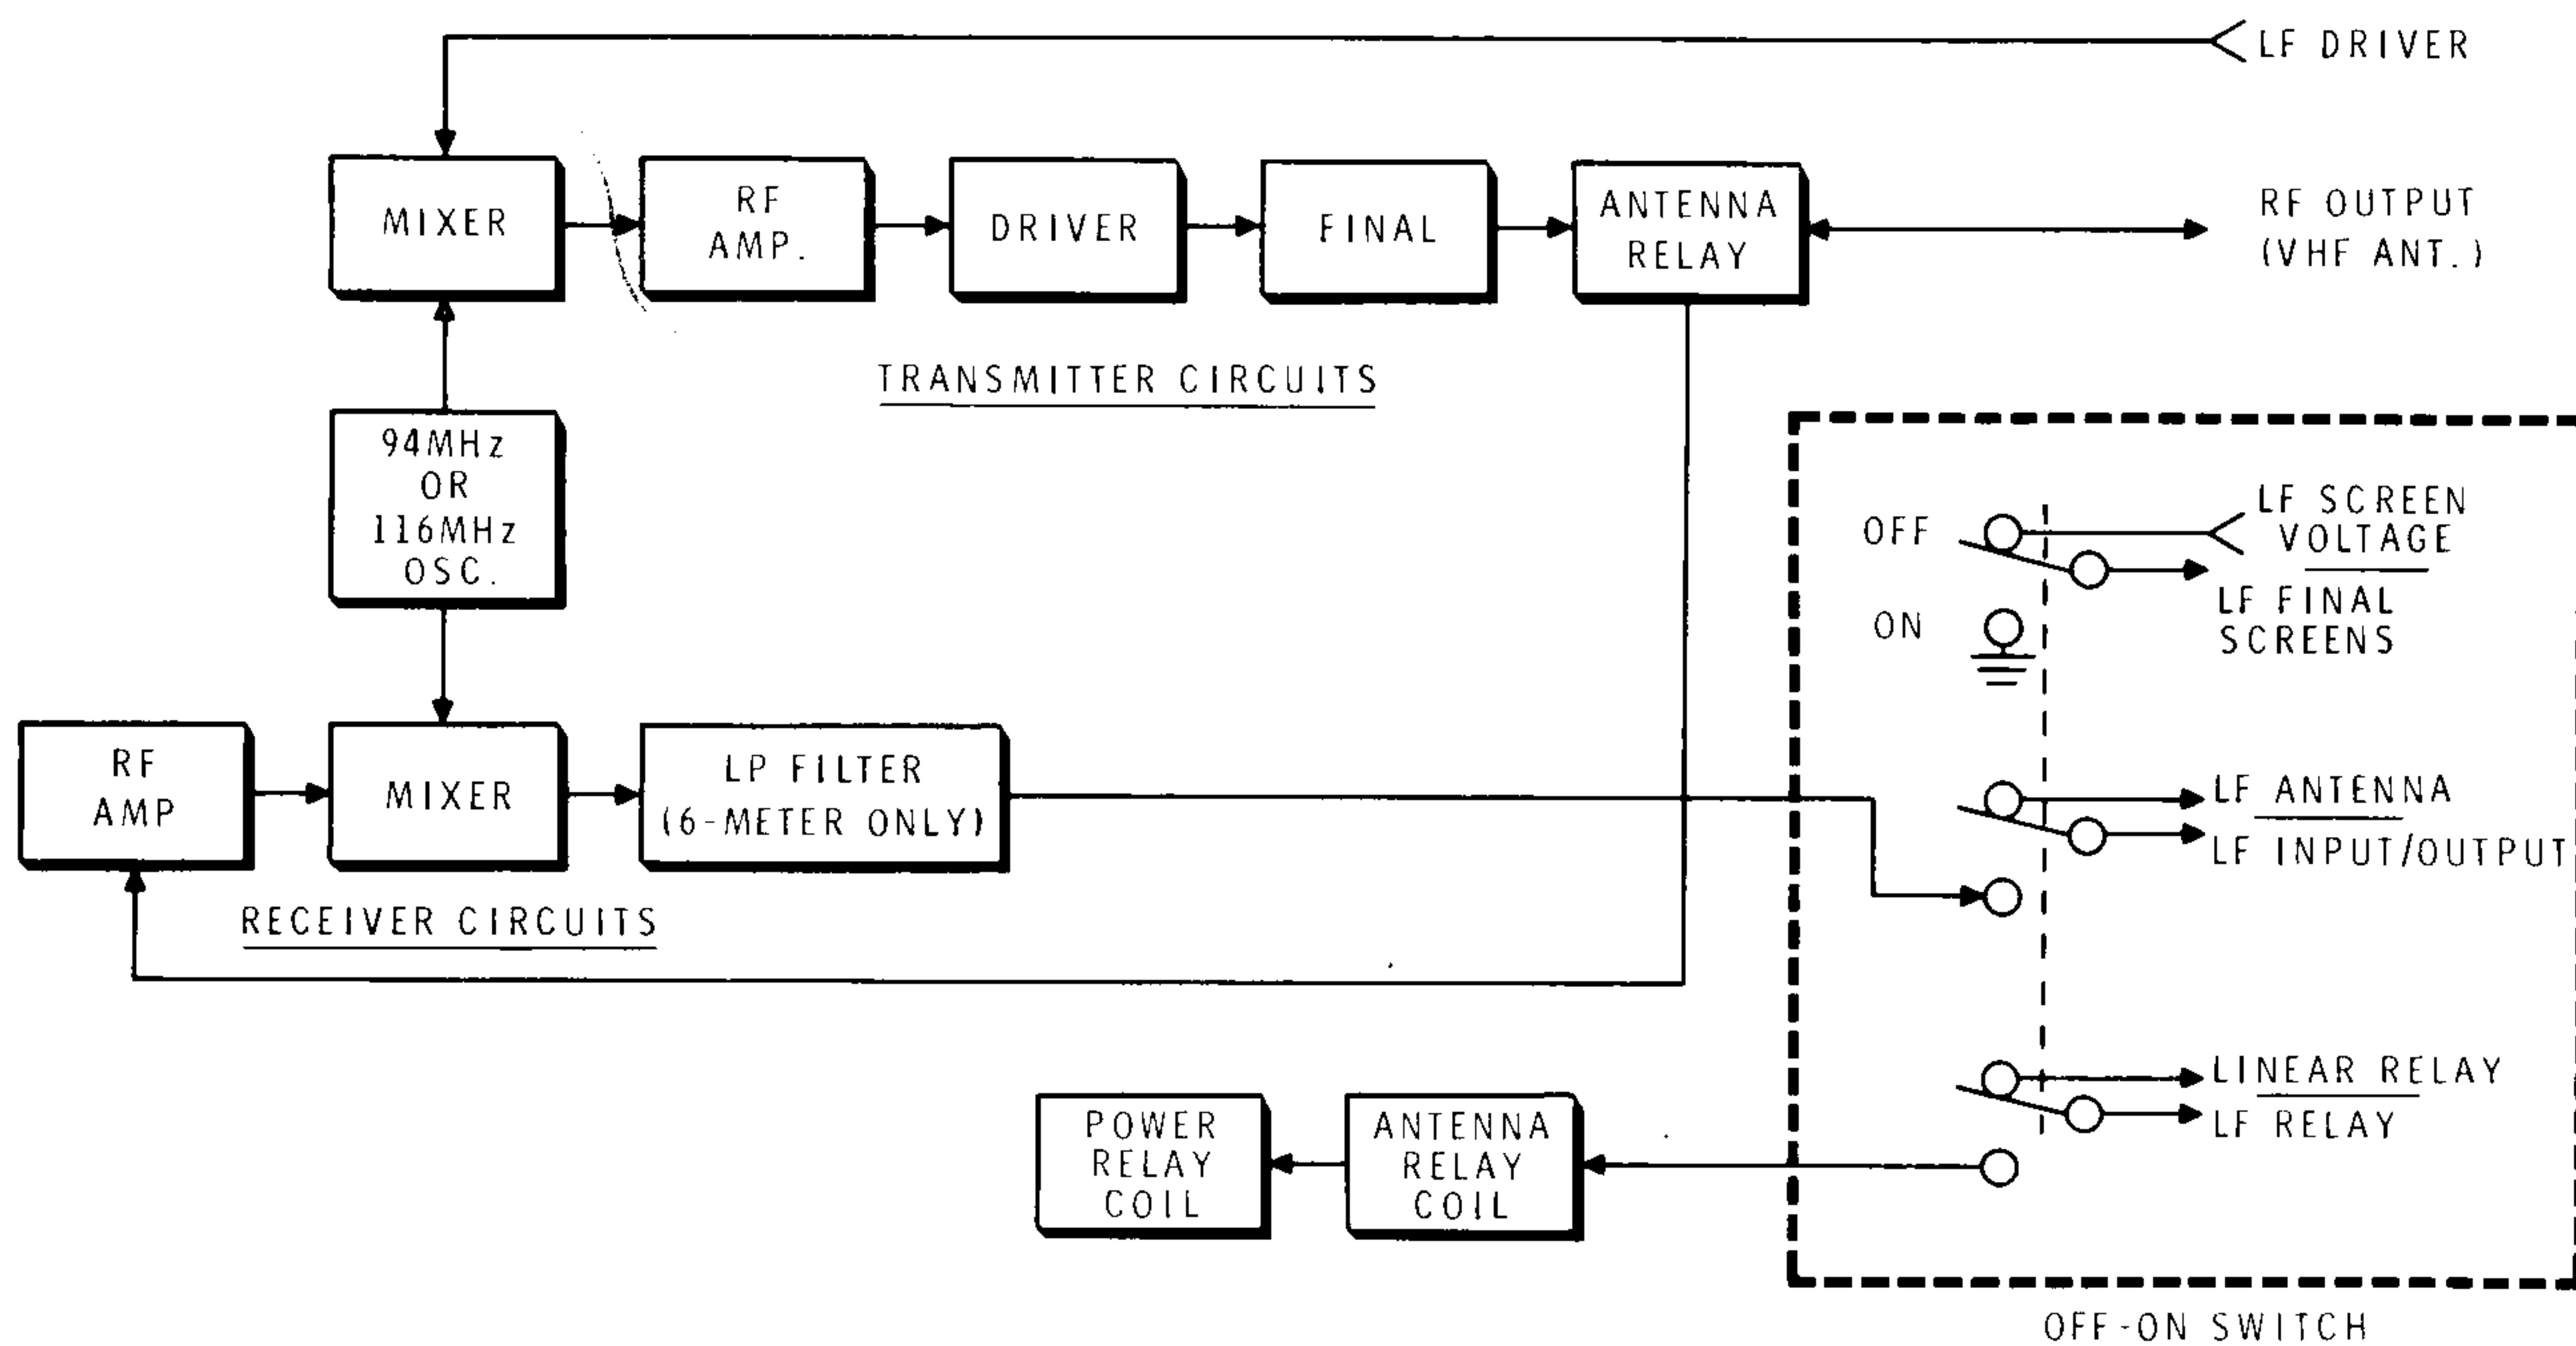 LF DRIVER
MIXER
RF
AMP.
DRIVER
FINAL
ANTENNA
RELAY
RF OUTPUT
(VHF ANT.)
TRANSMITTER CIRCUITS
94MHz
OR
116MHz
OSC.
OFF
LF SCREEN
VOLTAGE
LF FINAL
SCREENS
ON
RF
AMP
MIXER
LP FILTER
(6-METER ONLY)
LF ANTENNA
LF INPUT/OUTPUT
RECEIVER CIRCUITS
POWER
RELAY
COIL
ANTENNA
RELAY
COIL
LINEAR RELAY
LF RELAY
OFF-ON SWITCH